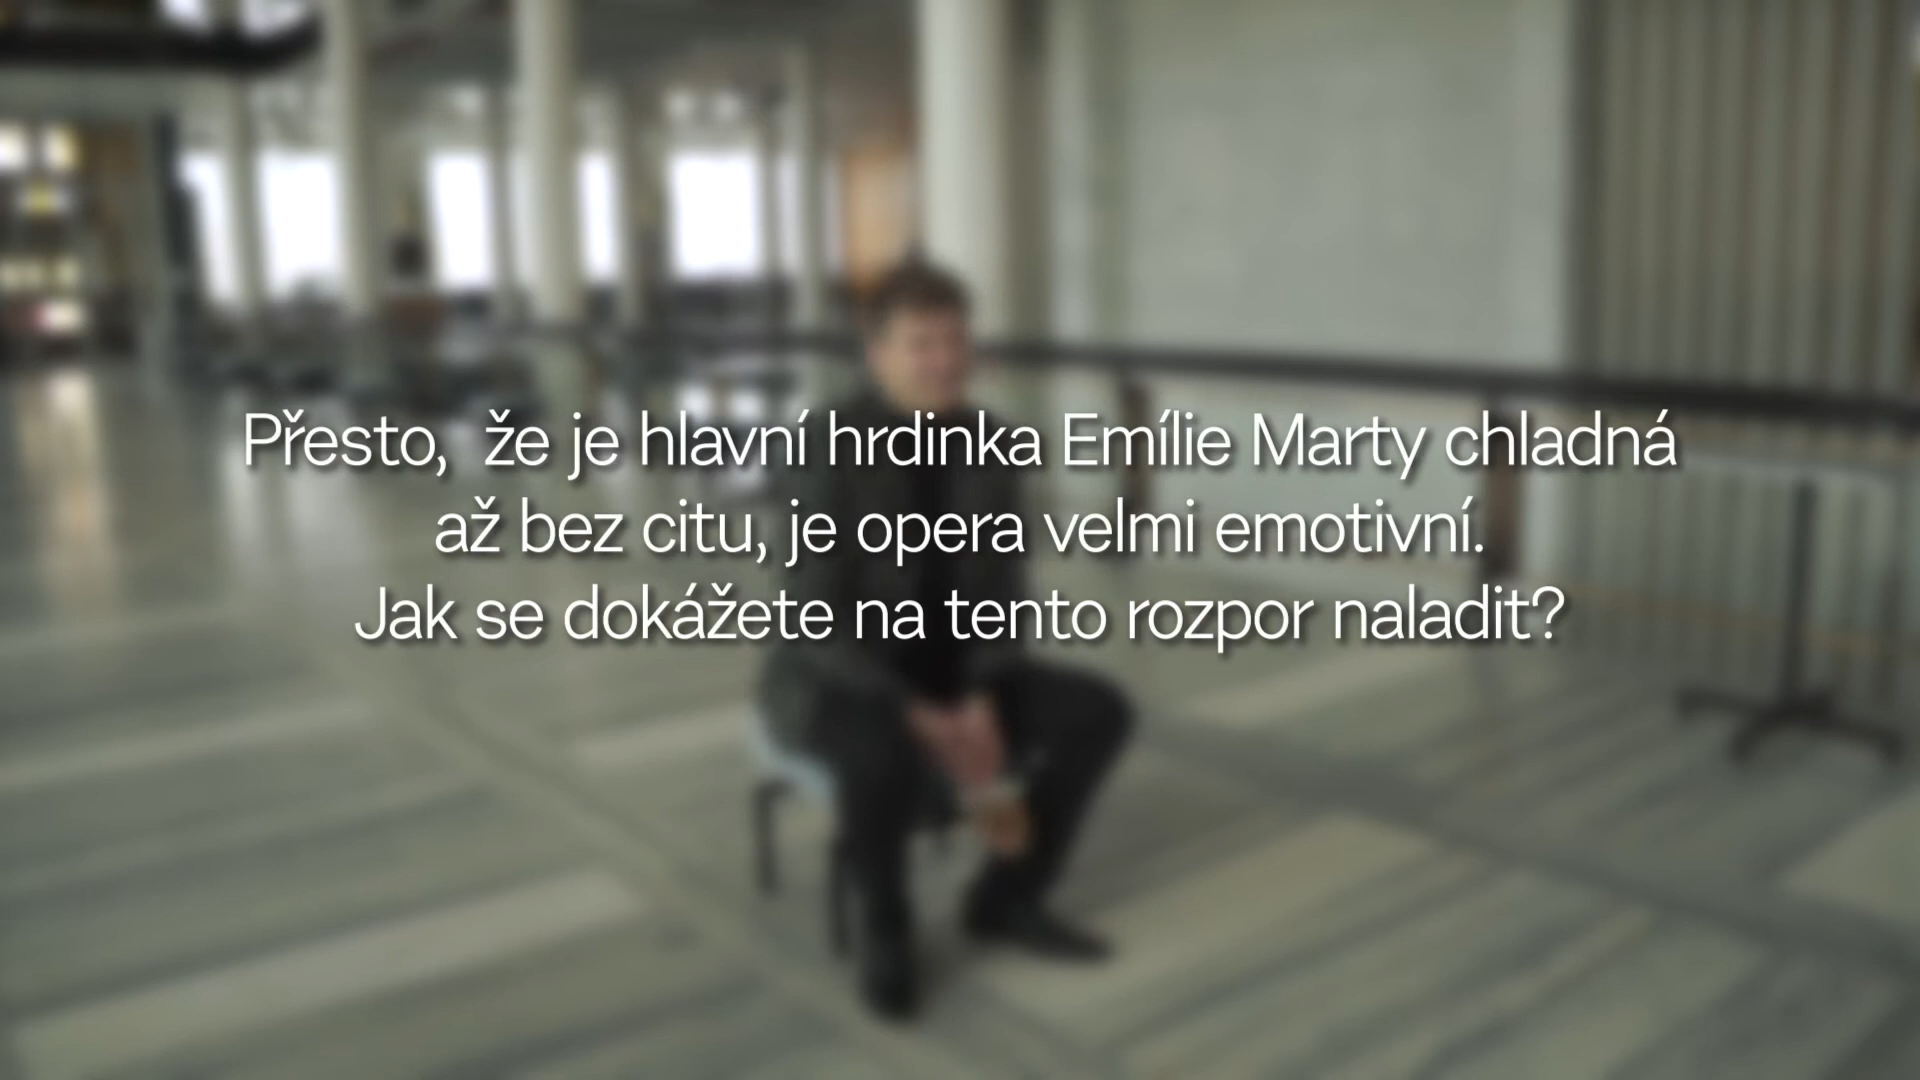 Přesto,  že je hlavní hrdinka Emílie Marty chladná
až bez citu, je opera velmi emotivní.
Jak se dokážete na tento rozpor naladit?